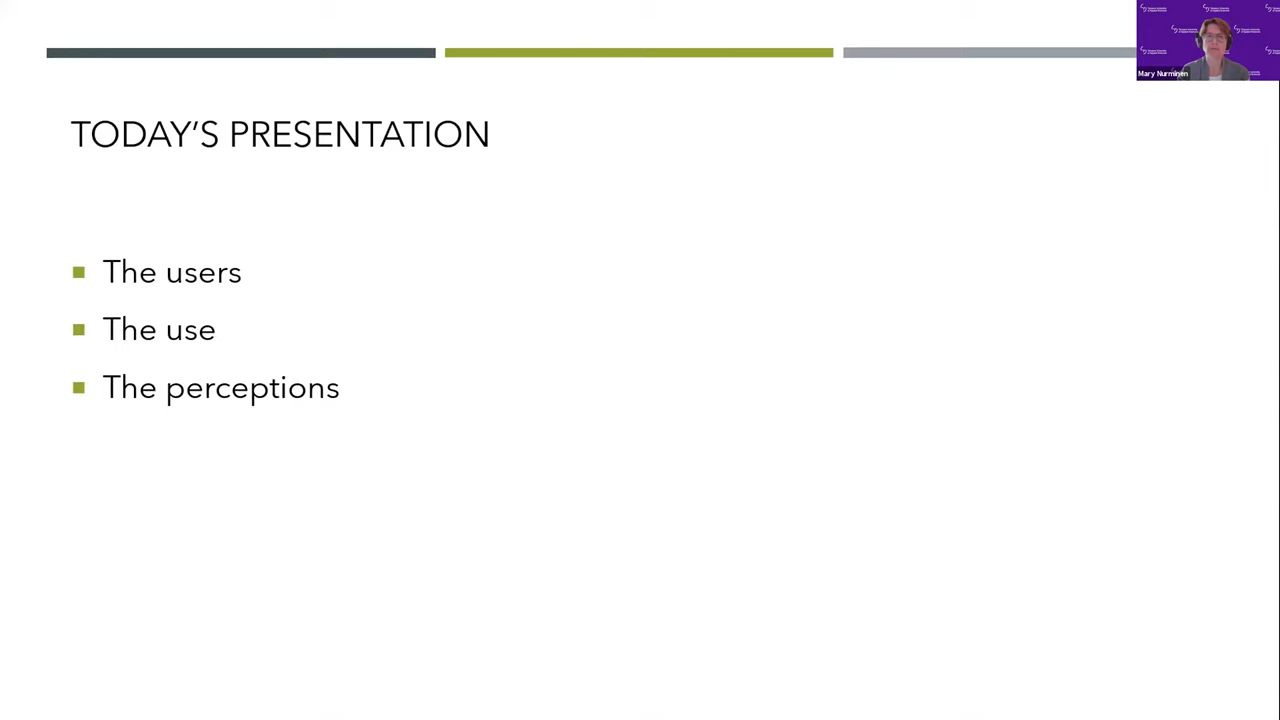 Mary Nurminen
TODAY'S PRESENTATION
The users
The use
The perceptions